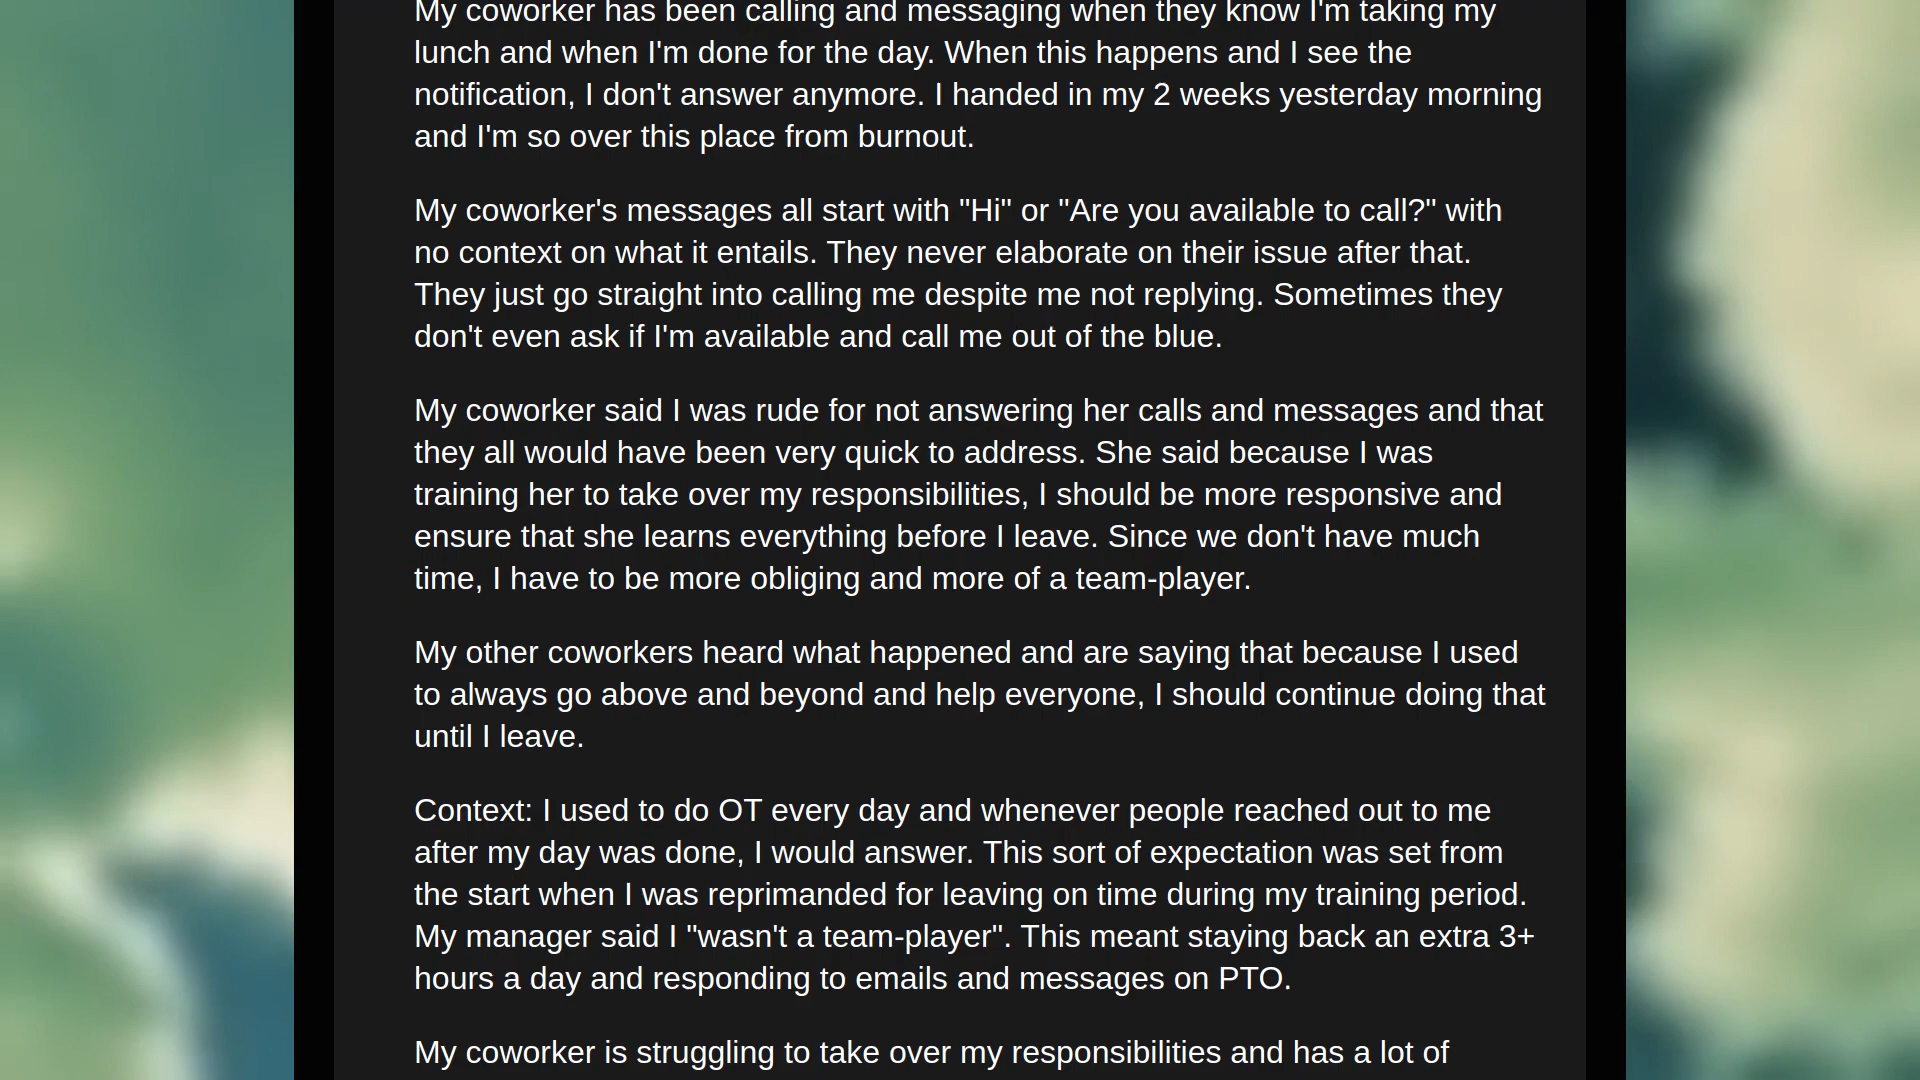 My coworker has been calling and messaging when they know I'm taking my
lunch and when I'm done for the day. When this happens and I see the
notification, I don't answer anymore. I handed in my 2 weeks yesterday morning
and I'm so over this place from burnout.
My coworker's messages all start with "Hi" or "Are you available to call?" with
no context on what it entails. They never elaborate on their issue after that.
They just go straight into calling me despite me not replying. Sometimes they
don't even ask if I'm available and call me out of the blue.
My coworker said I was rude for not answering her calls and messages and that
they all would have been very quick to address. She said because I was
training her to take over my responsibilities, I should be more responsive and
ensure that she learns everything before I leave. Since we don't have much
time, I have to be more obliging and more of a team-player.
My other coworkers heard what happened and are saying that because I used
to always go above and beyond and help everyone, I should continue doing that
until I leave.
Context: I used to do OT every day and whenever people reached out to me
after my day was done, I would answer. This sort of expectation was set from
the start when I was reprimanded for leaving on time during my training period.
My manager said I "wasn't a team-player". This meant staying back an extra 3+
hours a day and responding to emails and messages on PTO.
My coworker is struggling to take over my responsibilities and has a lot of